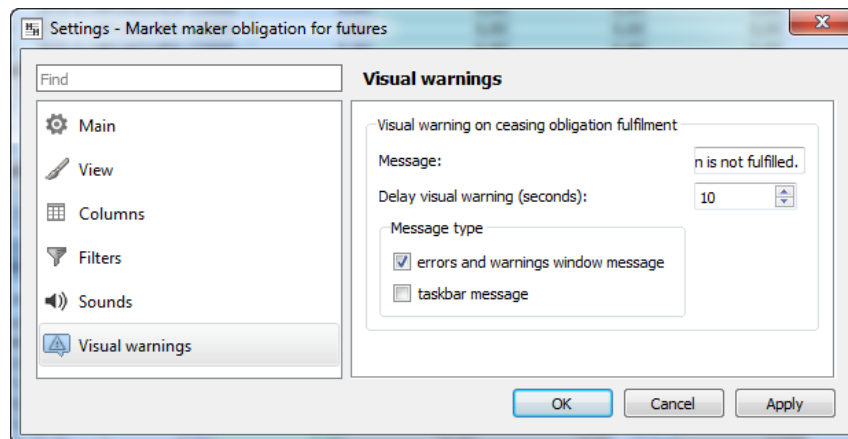 Settings - Market maker obligation for futures
Find
Main
View
Columns
Filters
Sounds
Visual warnings
Visual warnings
Visual warning on ceasing obligation fulfilment
Message: n is not fulfilled.
Delay visual warning (seconds): 10
Message type
errors and warnings window message
taskbar message
OK Cancel Apply